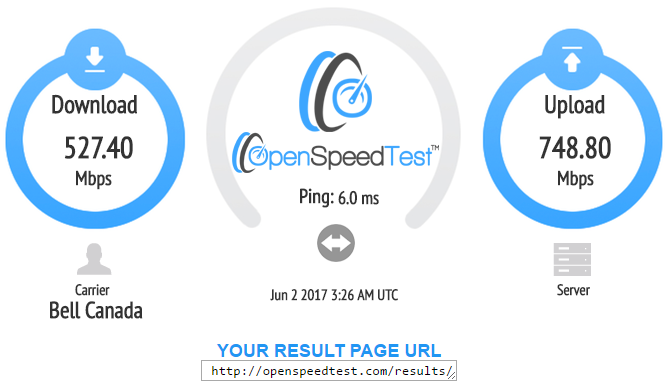 Download
527.40
Mbps
Carrier
Bell Canada
OpenSpeedTest™
Ping: 6.0 ms
Jun 2 2017 3:26 AM UTC
Upload
748.80
Mbps
Server
YOUR RESULT PAGE URL
http://openspeedtest.com/results/